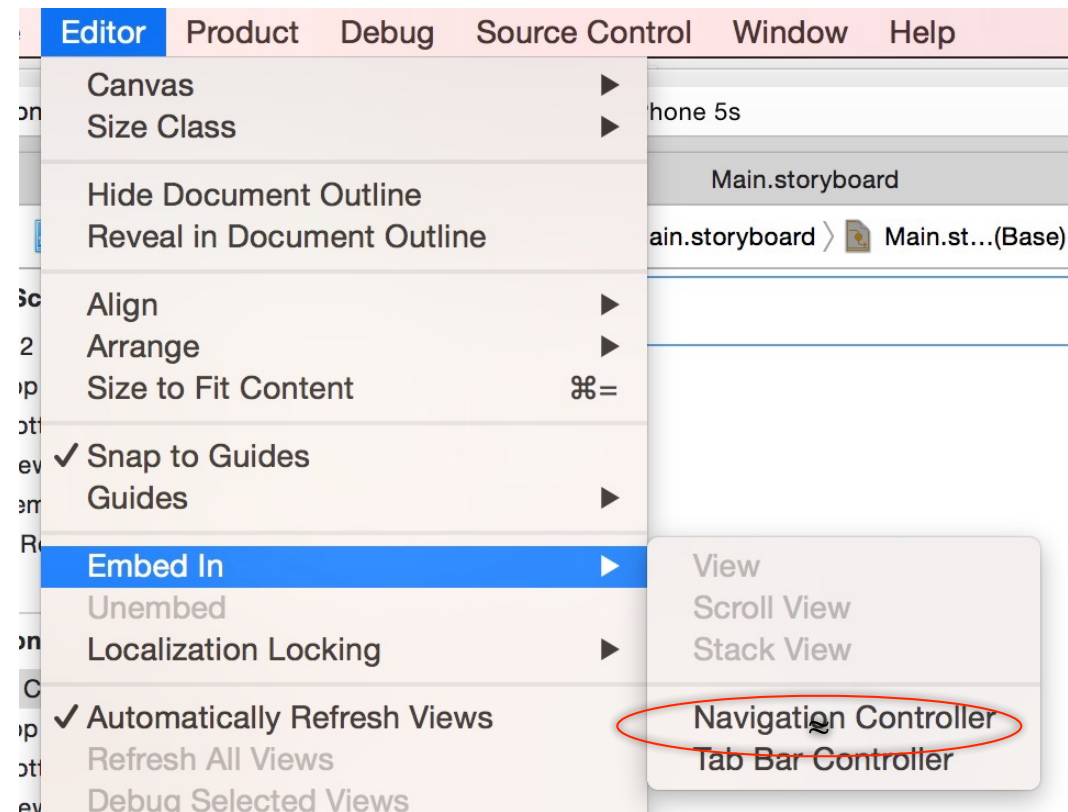 Editor Product Debug Source Control Window Help
Canvas
hone 5s
Size Class
Main.storyboard
Hide Document Outline
Reveal in Document Outline
ain.storyboard 〉 Main.st...(Base)
Align
Arrange
2
Size to Fit Content ⌘=
✓ Snap to Guides
Guides
Embed In
View
Unembed
Scroll View
Localization Locking
Stack View
✓ Automatically Refresh Views
Navigation Controller
≈
Refresh All Views
Tab Bar Controller
Debug Selected Views